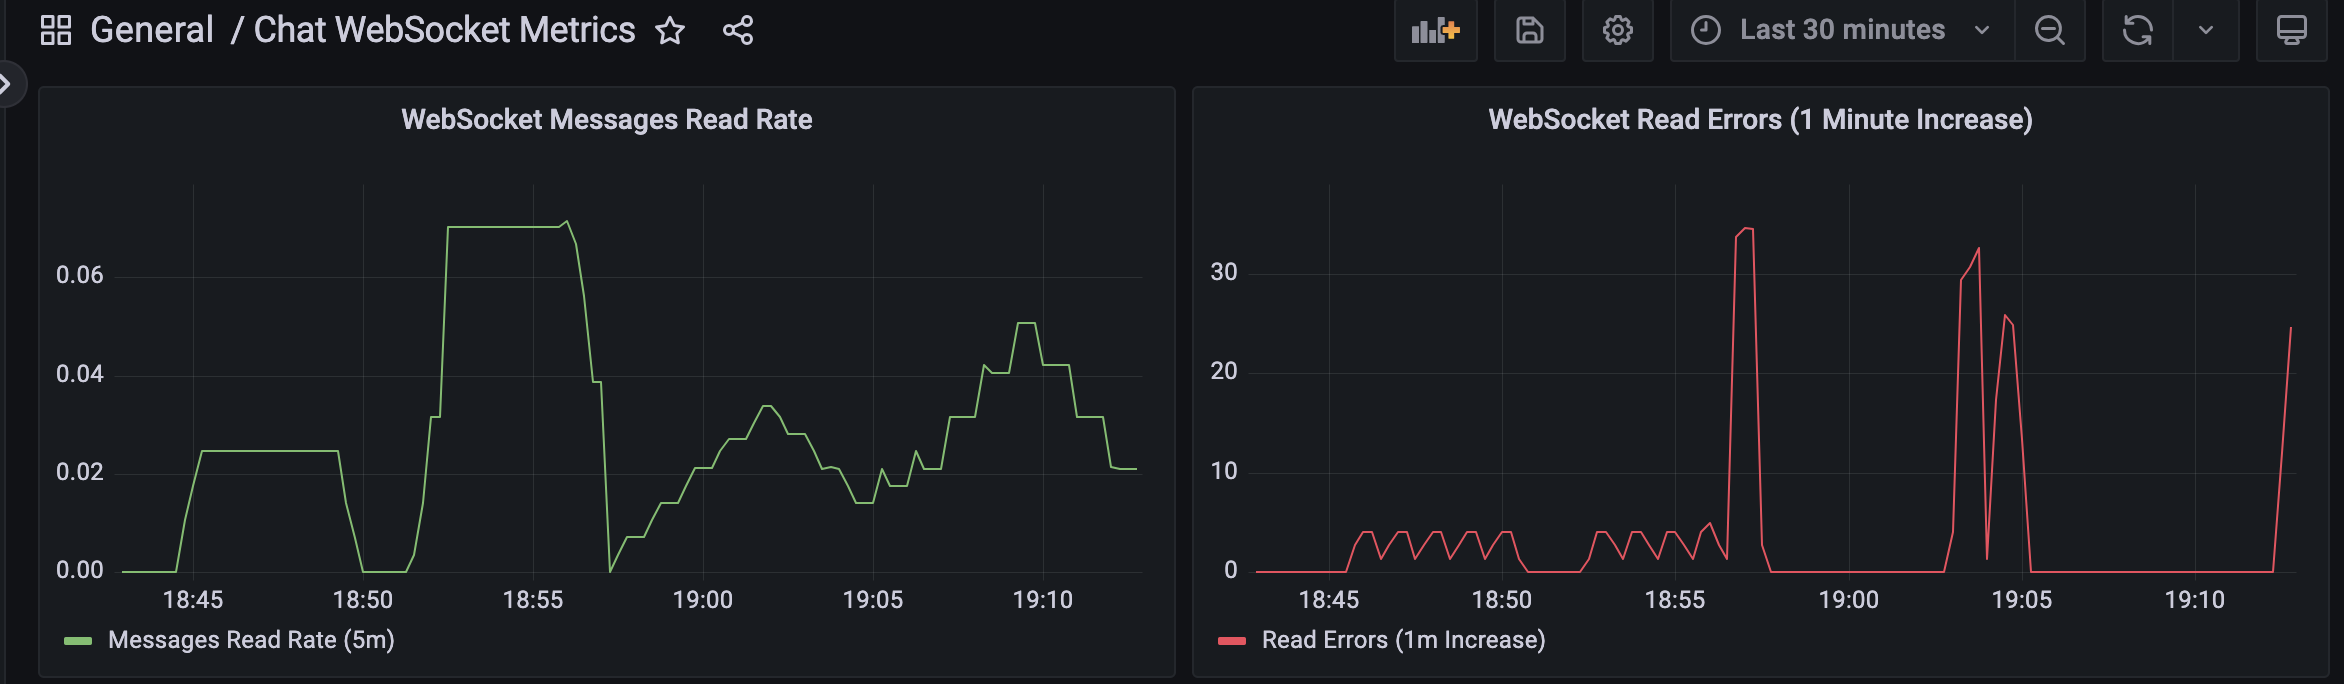 General / Chat WebSocket Metrics
Last 30 minutes
WebSocket Messages Read Rate
0.06
0.04
0.02
0.00
18:45 18:50 18:55 19:00 19:05 19:10
Messages Read Rate (5m)
WebSocket Read Errors (1 Minute Increase)
30
20
10
0
18:45 18:50 18:55 19:00 19:05 19:10
Read Errors (1m Increase)